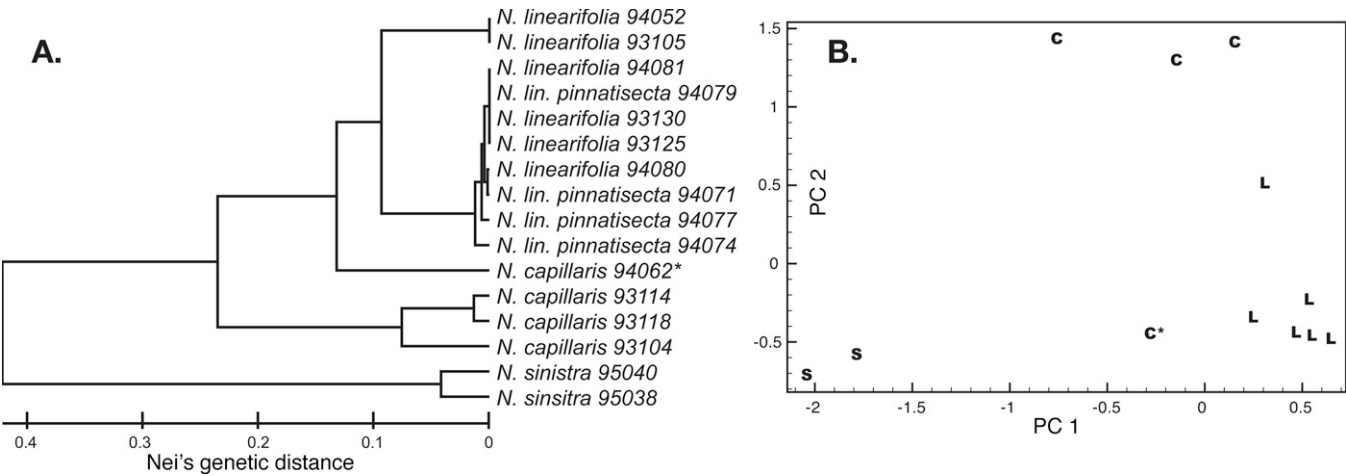 A.
N. linearifolia 94052
N. linearifolia 93105
N. linearifolia 94081
N. lin. pinnatisecta 94079
N. linearifolia 93130
N. linearifolia 93125
N. linearifolia 94080
N. lin. pinnatisecta 94071
N. lin. pinnatisecta 94077
N. lin. pinnatisecta 94074
N. capillaris 94062*
N. capillaris 93114
N. capillaris 93118
N. capillaris 93104
N. sinistra 95040
N. sinsitra 95038
0.4 0.3 0.2 0.1 0
Nei's genetic distance
B.
1.5
1
0.5
0
-0.5
PC 2
C C C
L
L
L
C* L L L
S
S
-2 -1.5 -1 -0.5 0 0.5
PC 1